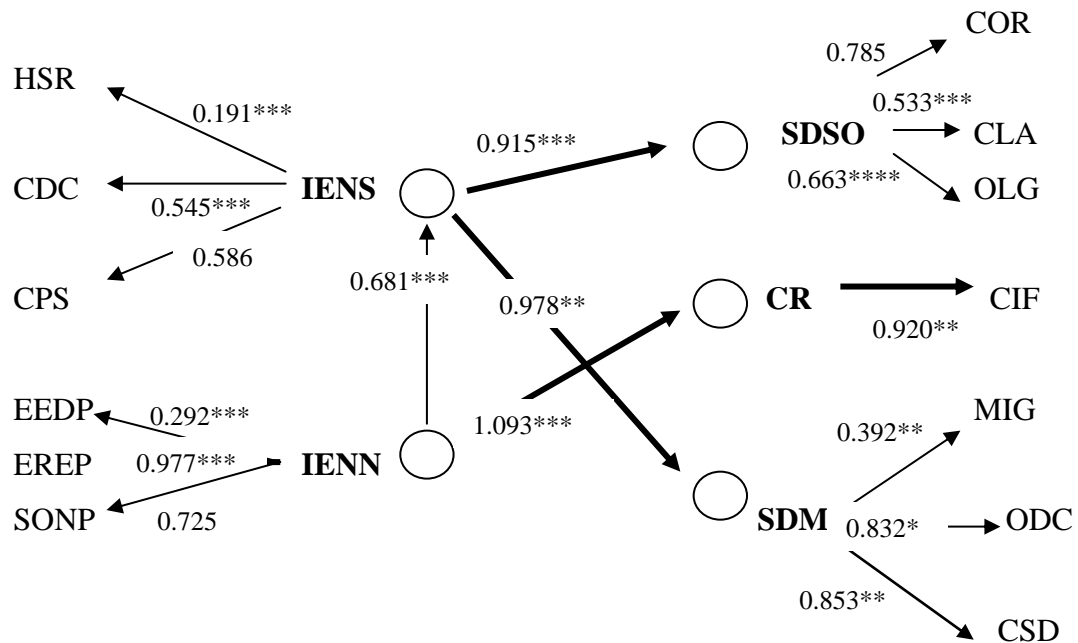 COR
0.785
HSR
0.191***
0.533***
0.915***
SDSO
CLA
CDC
IENS
0.663****
OLG
0.545***
0.586
0.681***
CPS
0.978**
CR
CIF
0.920**
EEDP
0.292***
1.093***
0.392**
MIG
EREP
0.977***
IENN
SONP
0.725
SDM
0.832*
ODC
0.853**
CSD